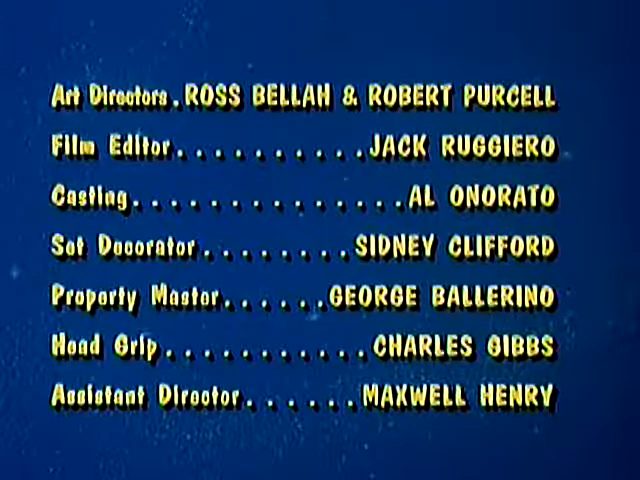 Art Directors. ROSS BELLAH & ROBERT PURCELL
Film Editor..........JACK RUGGIERO
Casting..............AL ONORATO
Set Decorator........SIDNEY CLIFFORD
Property Master......GEORGE BALLERINO
Head Grip...........CHARLES GIBBS
Assistant Director......MAXWELL HENRY